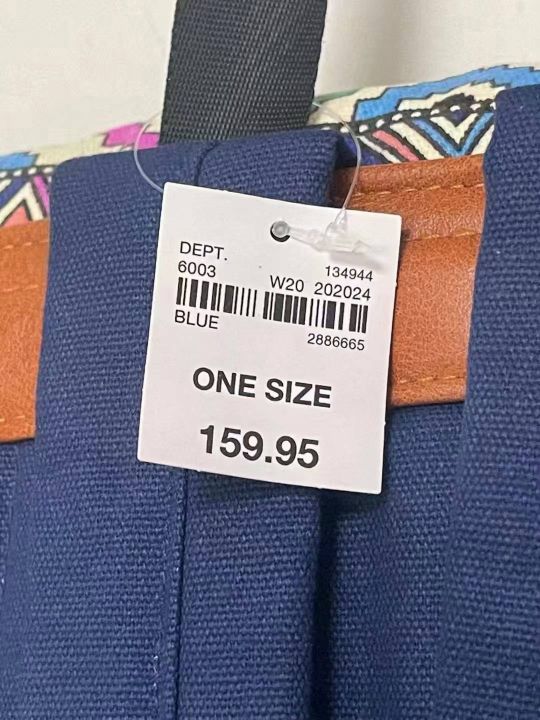 DEPT.
6003 134944
W20 202024
BLUE 2886665
ONE SIZE
159.95